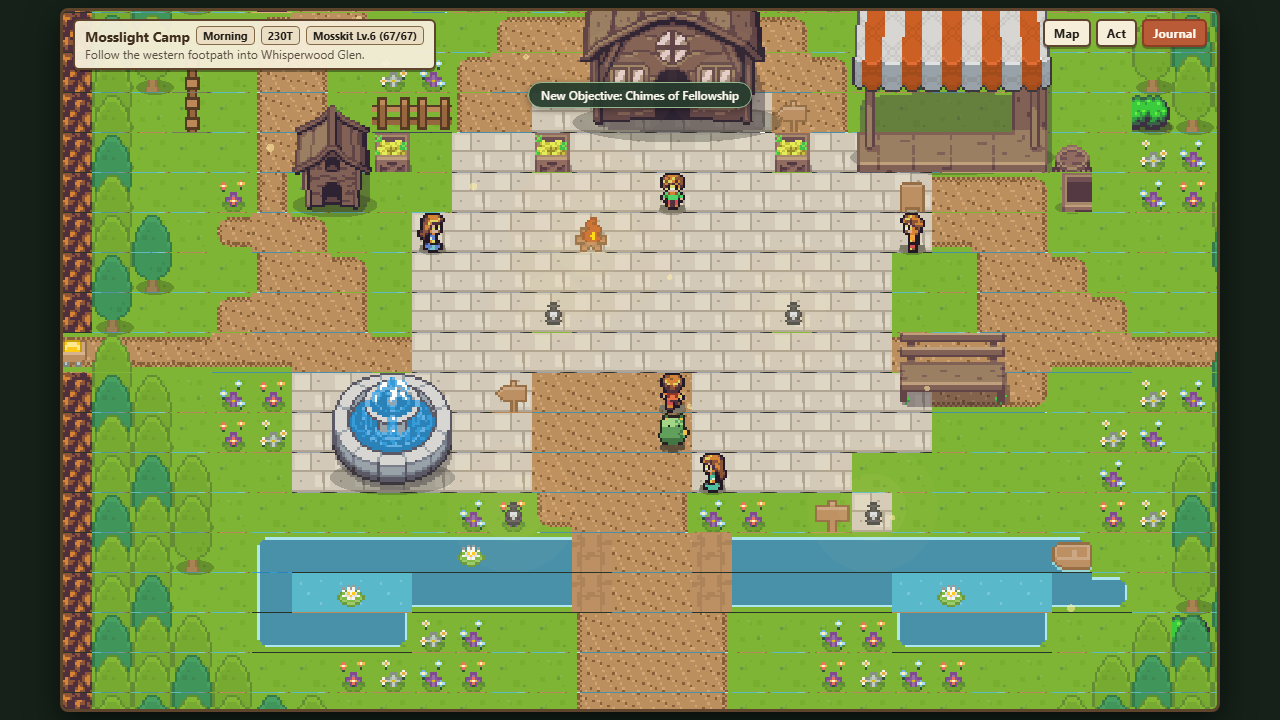 Mosslight Camp Morning 230T Mosskit Lv.6 (67/67)
Follow the western footpath into Whisperwood Glen.
Map Act Journal
New Objective: Chimes of Fellowship